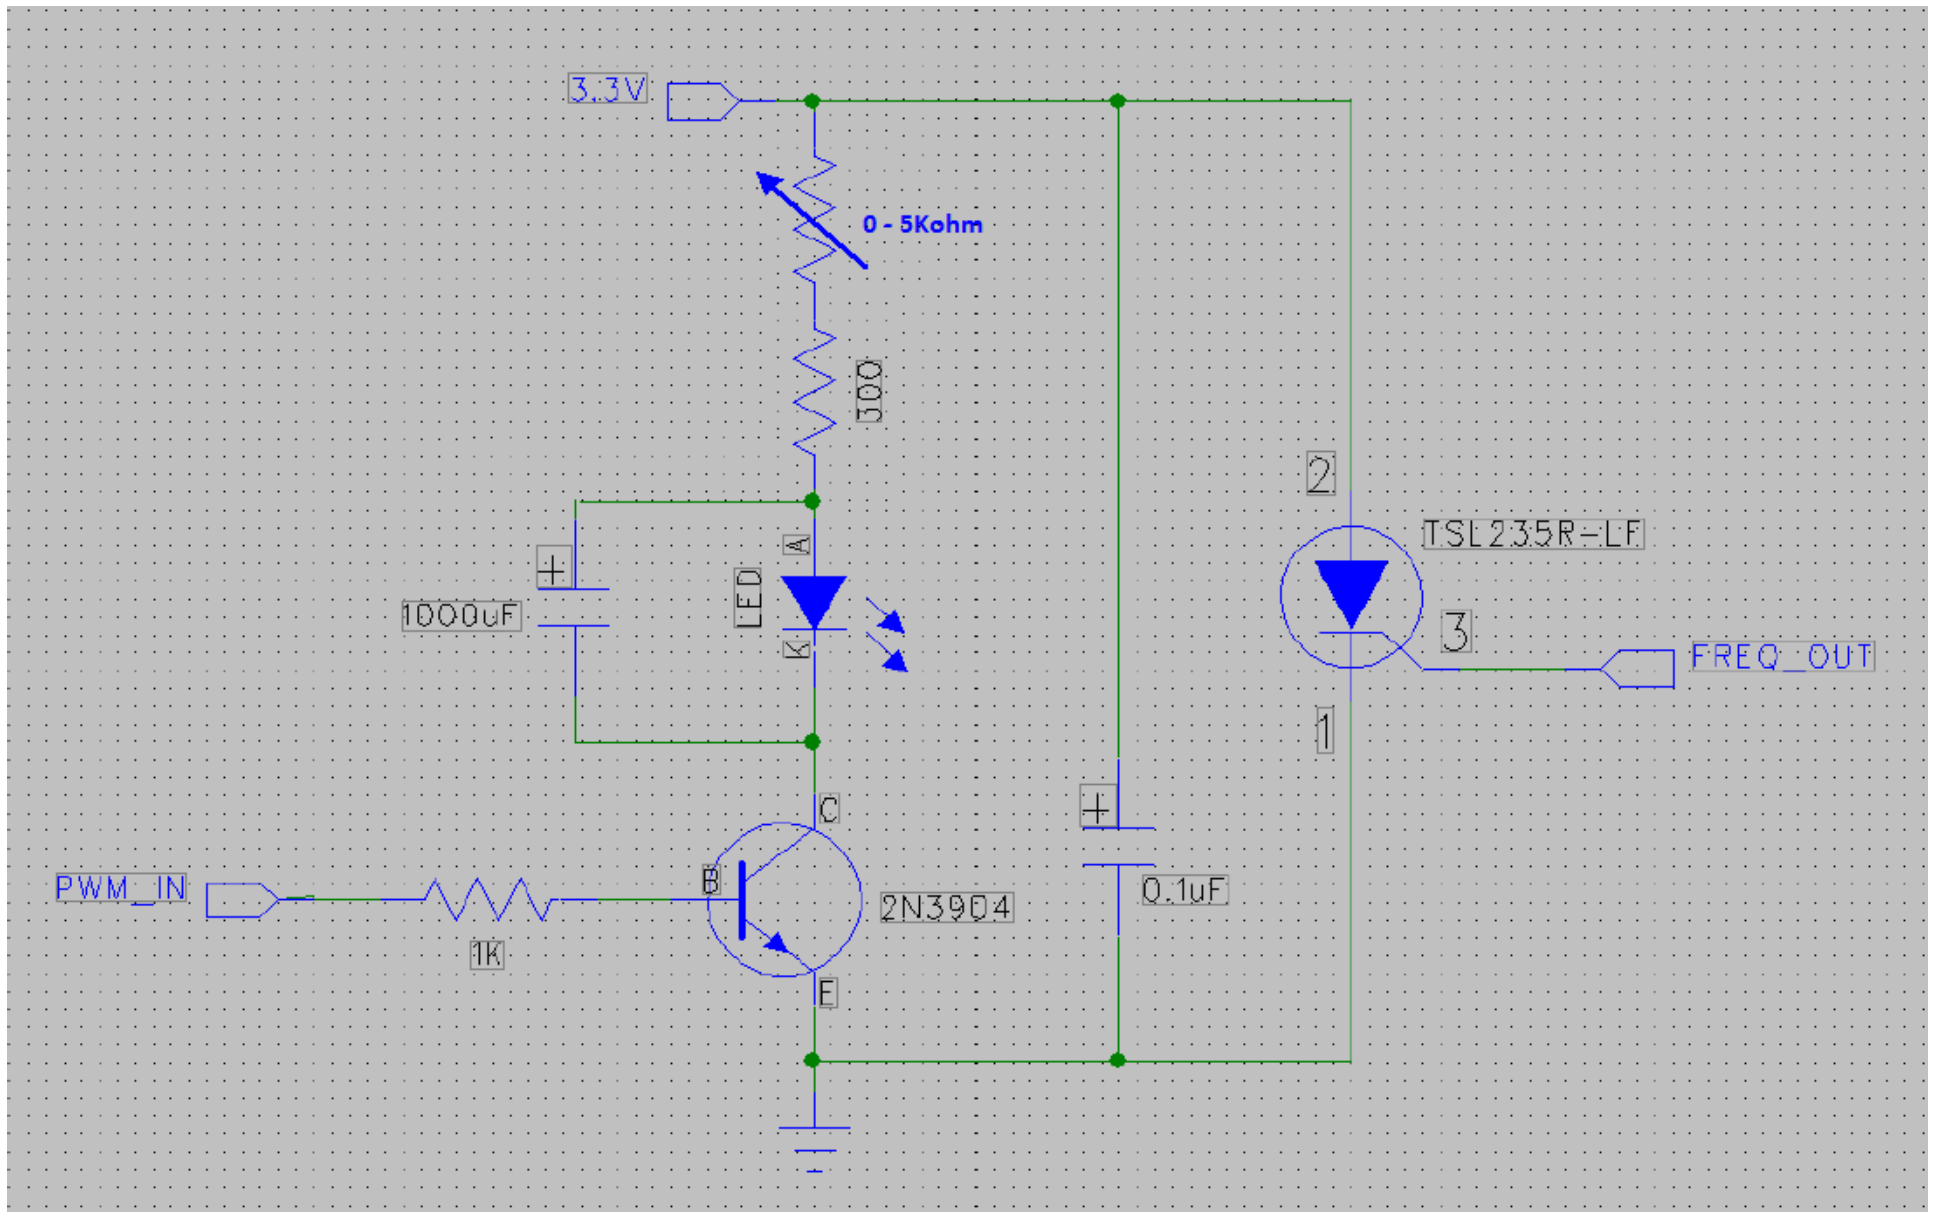 3.3V
0 - 5Kohm
300
2
TSL235R-LF
A
+
LED
1000uF
3
K
FREQ_OUT
1
+
C
B
PWM_IN
0.1uF
2N3904
1K
E